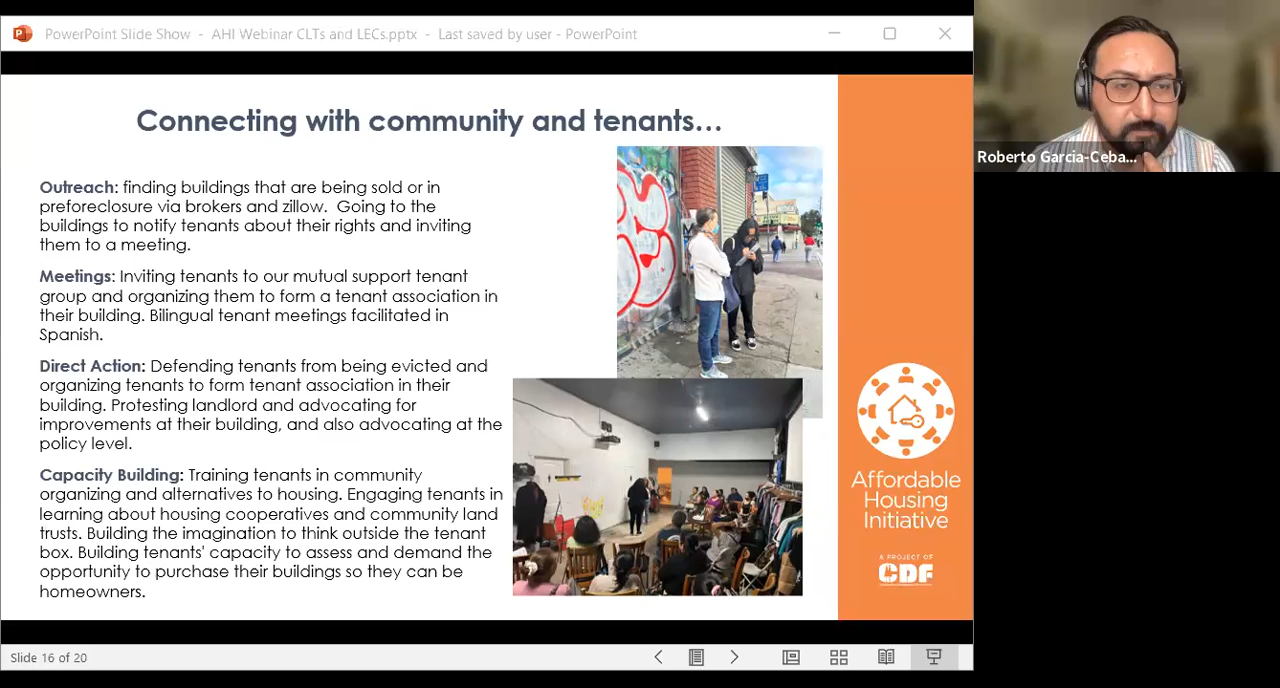 PowerPoint Slide Show - AHI Webinar CLTs and LECs.pptx - Last saved by user - PowerPoint
Connecting with community and tenants…
Outreach: finding buildings that are being sold or in
preforeclosure via brokers and zillow. Going to the
buildings to notify tenants about their rights and inviting
them to a meeting.
Meetings: Inviting tenants to our mutual support tenant
group and organizing them to form a tenant association in
their building. Bilingual tenant meetings facilitated in
Spanish.
Direct Action: Defending tenants from being evicted and
organizing tenants to form tenant association in their
building. Protesting landlord and advocating for
improvements at their building, and also advocating at the
policy level.
Capacity Building: Training tenants in community
organizing and alternatives to housing. Engaging tenants in
learning about housing cooperatives and community land
trusts. Building the imagination to think outside the tenant
box. Building tenants' capacity to assess and demand the
opportunity to purchase their buildings so they can be
homeowners.
Affordable
Housing
Initiative
A PROJECT OF
CDF
Roberto Garcia-Ceba...
Slide 16 of 20